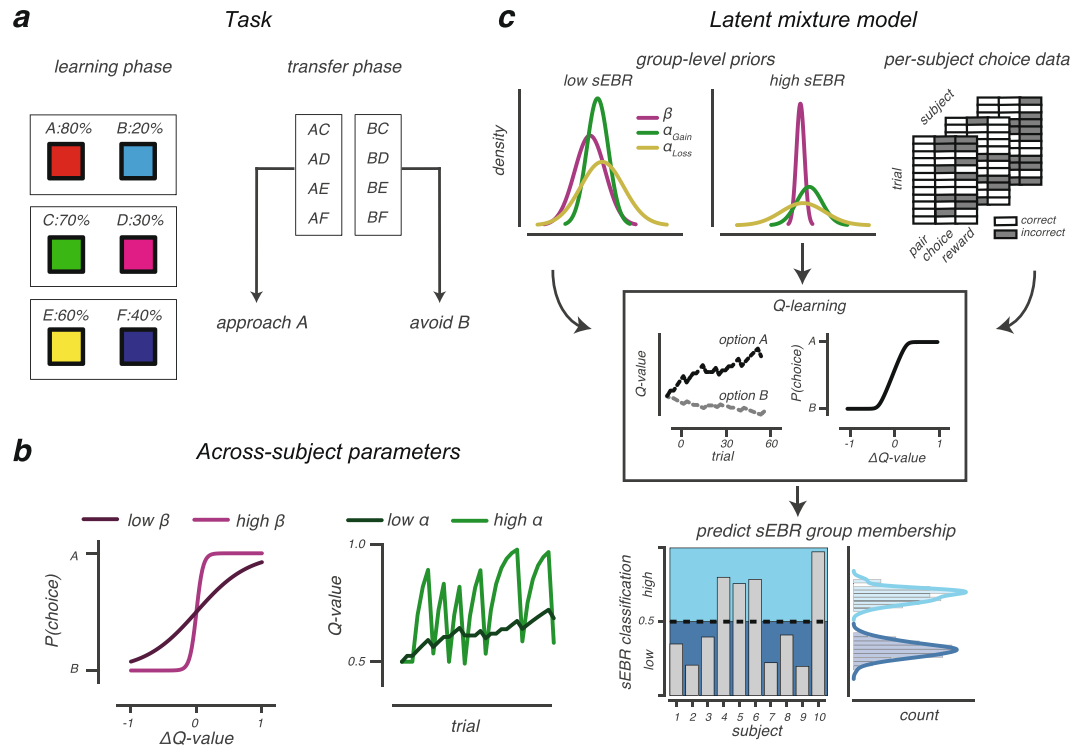 a
Task
learning phase
transfer phase
A:80%
B:20%
C:70%
D:30%
E:60%
F:40%
AC
AD
AE
AF
BC
BD
BE
BF
approach A
avoid B
b
Across-subject parameters
low β
high β
A
B
P(choice)
-1
0
1
ΔQ-value
low α
high α
1.0
0.5
Q-value
trial
c
Latent mixture model
group-level priors
low sEBR
high sEBR
density
β
αGain
αLoss
per-subject choice data
subject
trial
pair
choice
reward
correct
incorrect
Q-learning
Q-value
option A
option B
0
30
60
trial
A
B
P(choice)
-1
0
1
ΔQ-value
predict sEBR group membership
sEBR classification
high
0.5
low
1 2 3 4 5 6 7 8 9 10
subject
count